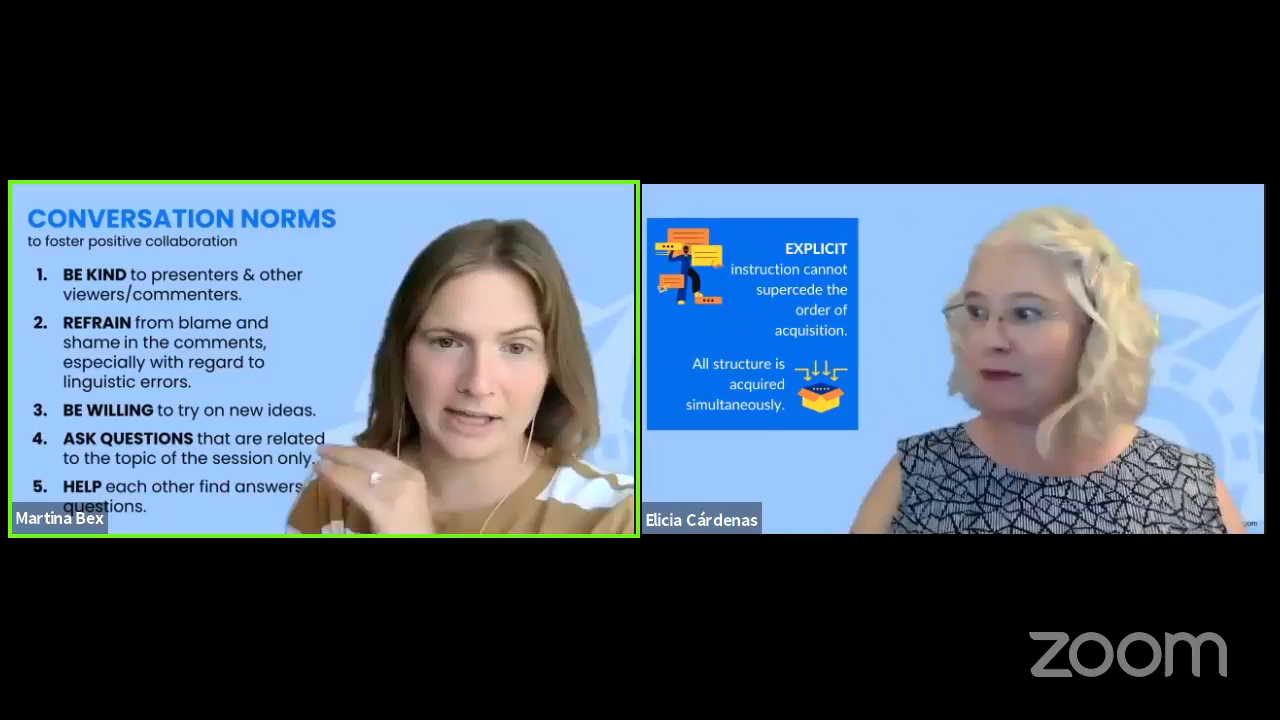 CONVERSATION NORMS
to foster positive collaboration
1. BE KIND to presenters & other
viewers/commenters.
2. REFRAIN from blame and
shame in the comments,
especially with regard to
linguistic errors.
3. BE WILLING to try on new ideas.
4. ASK QUESTIONS that are related
to the topic of the session only.
5. HELP each other find answers
questions.
Martina Bex
EXPLICIT
instruction cannot
supercede the
order of
acquisition.
All structure is
acquired
simultaneously.
Elicia Cárdenas
zoom